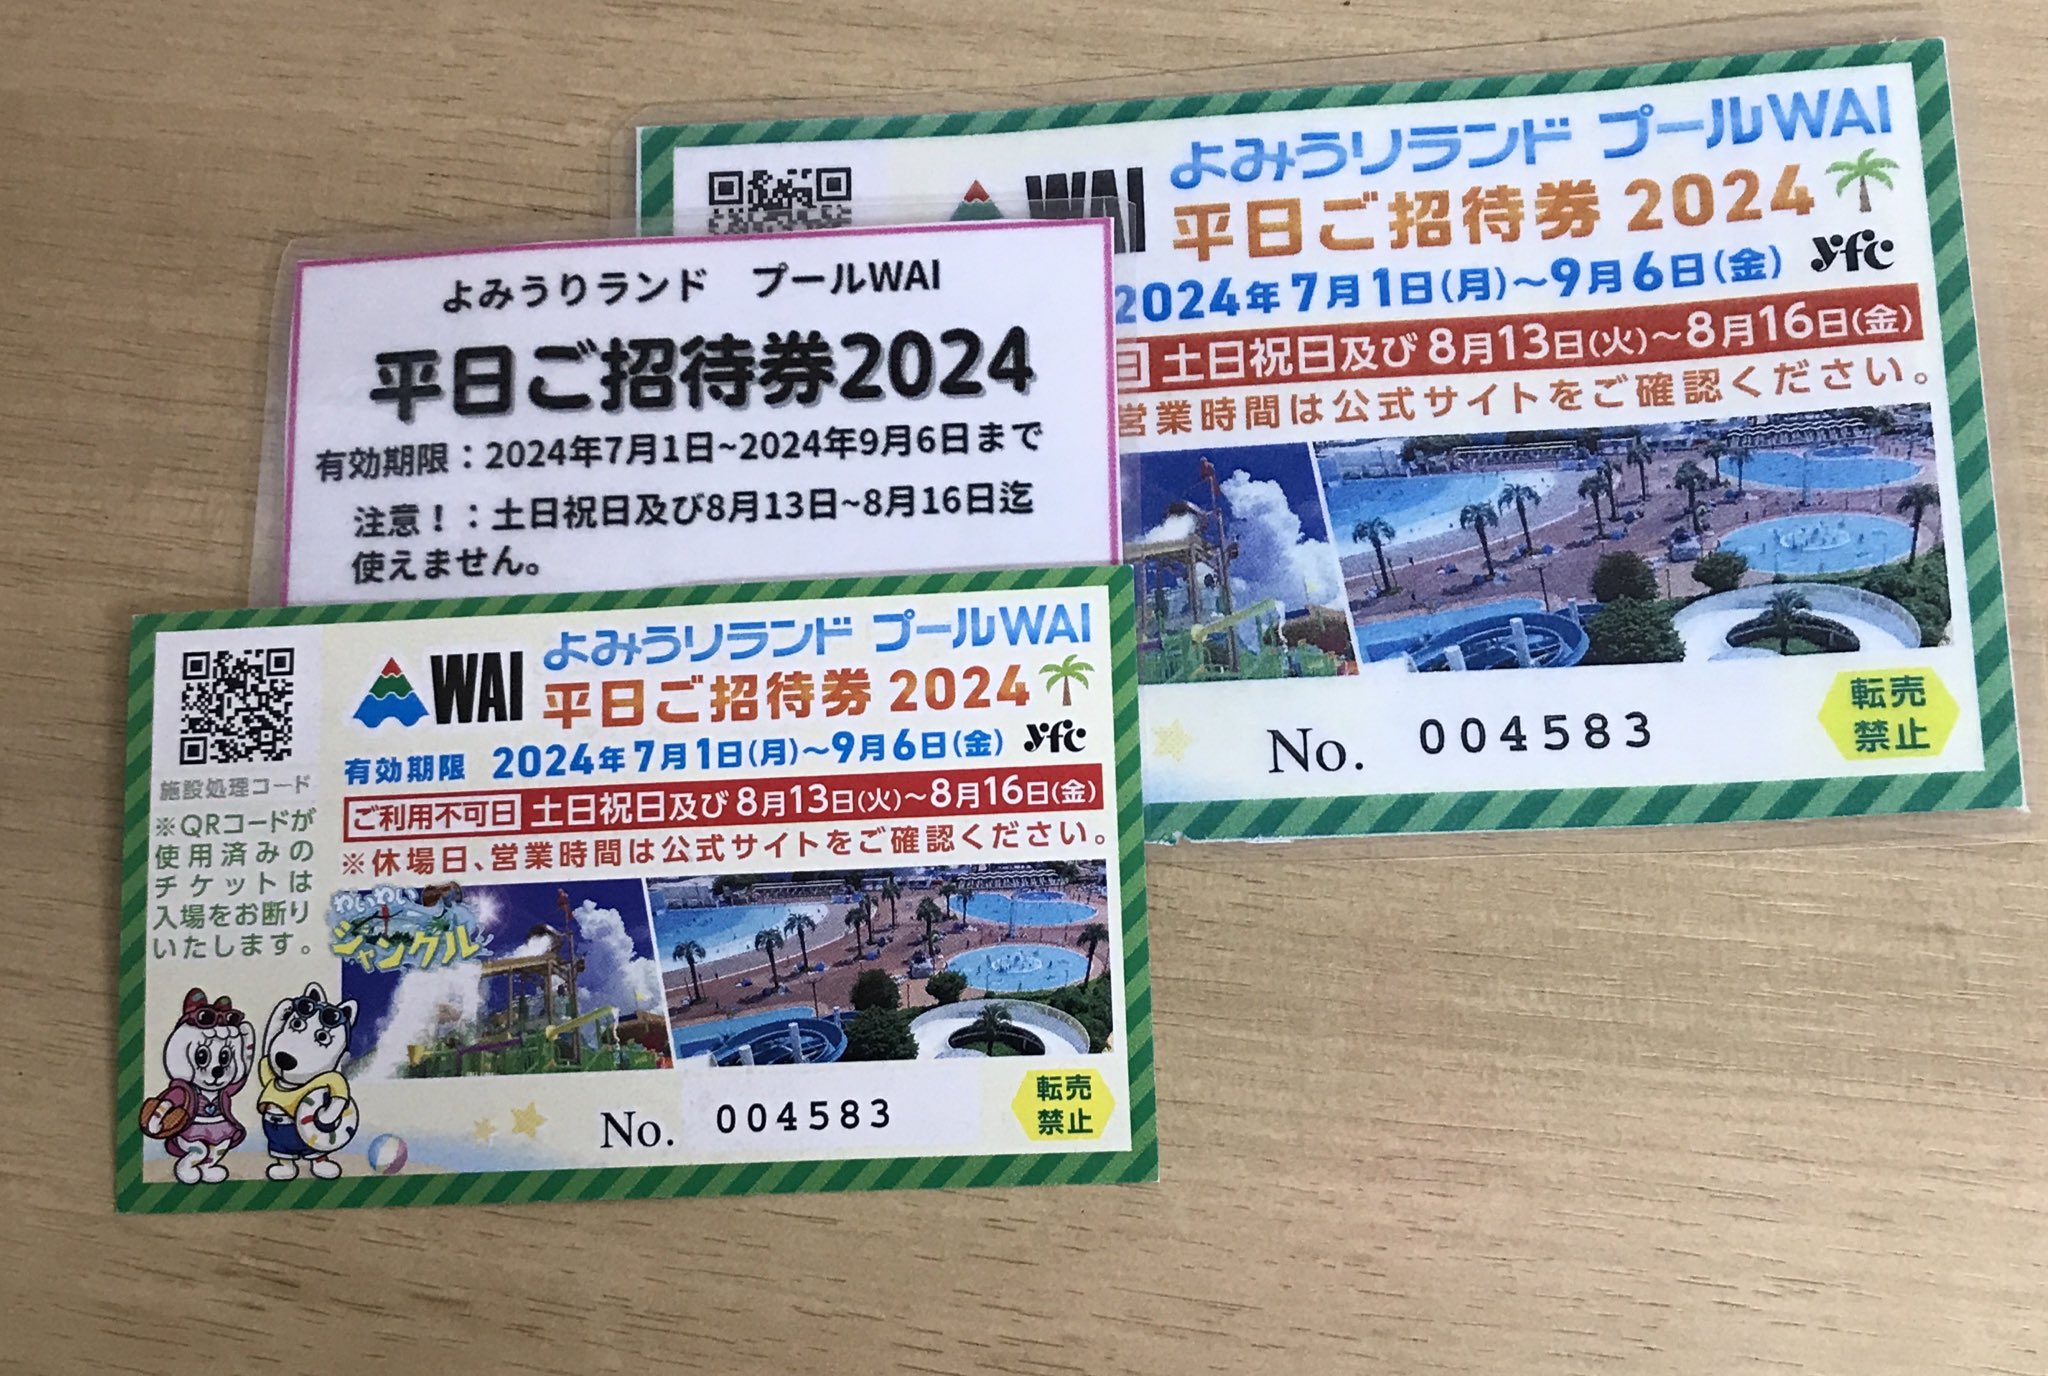 よみうりランド プールWAI
平日ご招待券 2024
WAI
2024年7月1日(月)～9月6日(金) yfc
日 土日祝日及び8月13日(火)～8月16日(金)
営業時間は公式サイトをご確認ください。
No. 004583
転売
禁止
よみうりランド プールWAI
平日ご招待券2024
有効期限：2024年7月1日~2024年9月6日まで
注意！：土日祝日及び8月13日~8月16日迄
使えません。
WAI
よみうりランド プールWAI
平日ご招待券 2024
有効期限 2024年7月1日(月)～9月6日(金) yfc
ご利用不可日 土日祝日及び8月13日(火)～8月16日(金)
※休場日、営業時間は公式サイトをご確認ください。
施設処理コード
※QRコードが
使用済みの
チケットは
入場をお断り
いたします。
わいわい
ジャングル
No. 004583
転売
禁止